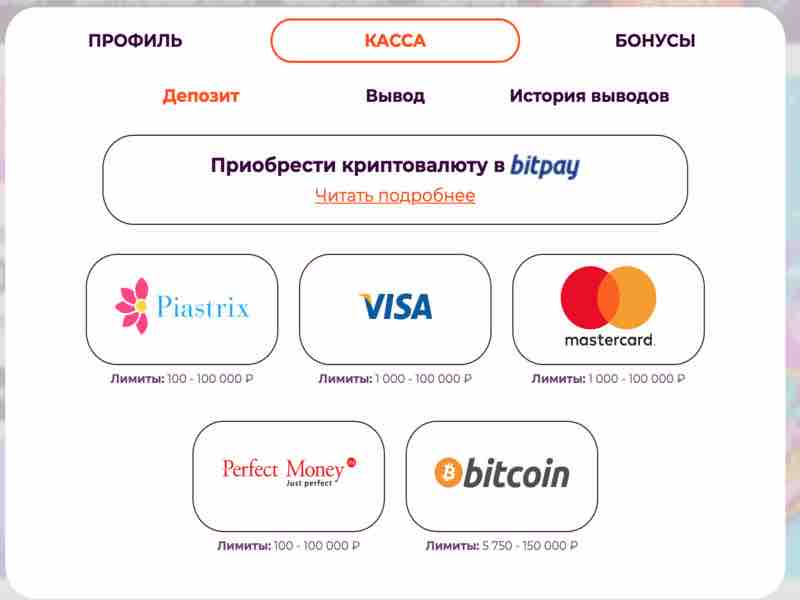 ПРОФИЛЬ КАССА БОНУСЫ
Депозит Вывод История выводов
Приобрести криптовалюту в bitpay
Читать подробнее
Piastrix VISA mastercard.
Лимиты: 100 - 100 000 ₽ Лимиты: 1 000 - 100 000 ₽ Лимиты: 1 000 - 100 000 ₽
Perfect Money bitcoin
Just perfect
Лимиты: 100 - 100 000 ₽ Лимиты: 5 750 - 150 000 ₽